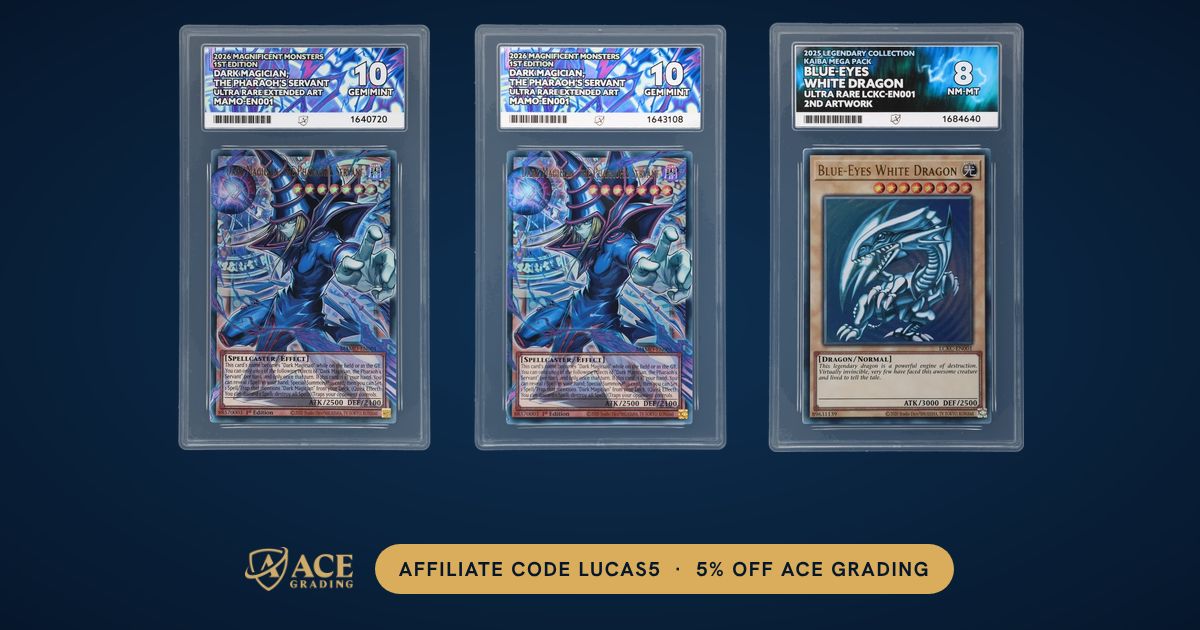 2026 MAGNIFICENT MONSTERS
1ST EDITION
DARK MAGICIAN,
THE PHARAOH'S SERVANT
ULTRA RARE EXTENDED ART
MAMO-EN001
10
GEM MINT
1640720
[SPELLCASTER/EFFECT]
ATK/2500 DEF/2100
1st Edition
2026 MAGNIFICENT MONSTERS
1ST EDITION
DARK MAGICIAN,
THE PHARAOH'S SERVANT
ULTRA RARE EXTENDED ART
MAMO-EN001
10
GEM MINT
1643108
[SPELLCASTER/EFFECT]
ATK/2500 DEF/2100
1st Edition
2025 LEGENDARY COLLECTION
KAIBA MEGA PACK
BLUE-EYES
WHITE DRAGON
ULTRA RARE LCKC-EN001
2ND ARTWORK
8
NM-MT
1684640
BLUE-EYES WHITE DRAGON
LCKC-EN001
[DRAGON/NORMAL]
This legendary dragon is a powerful engine of destruction.
Virtually invincible, very few have faced this awesome creature
and lived to tell the tale.
ATK/3000 DEF/2500
89631139
ACE
GRADING
AFFILIATE CODE LUCAS5 · 5% OFF ACE GRADING